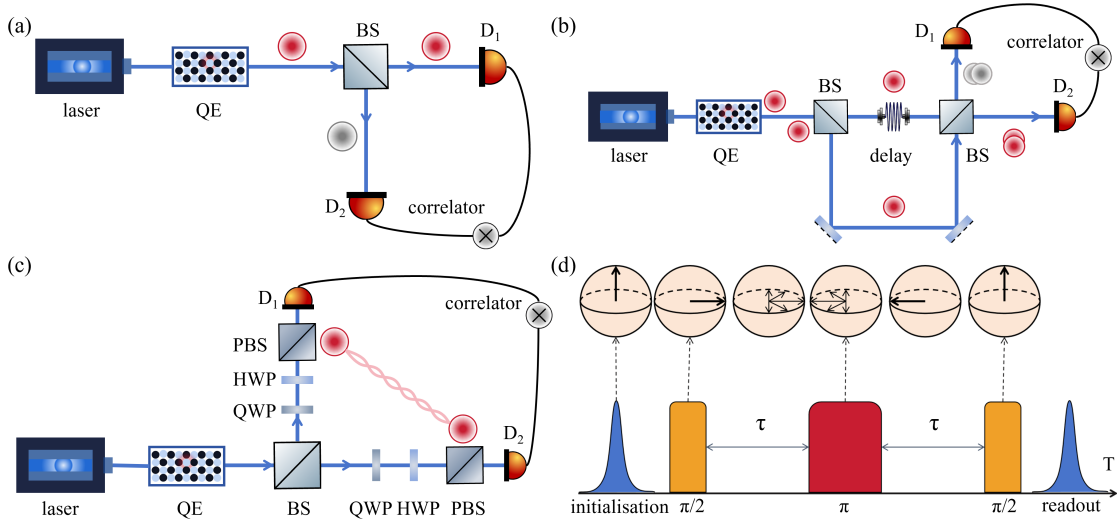 (a)
BS
D1
laser
QE
D2
correlator
(b)
D1
correlator
BS
D2
laser
QE
delay
BS
(c)
D1
correlator
PBS
HWP
QWP
D2
laser
QE
BS
QWP HWP PBS
(d)
τ
τ
T
initialisation π/2 π π/2 readout